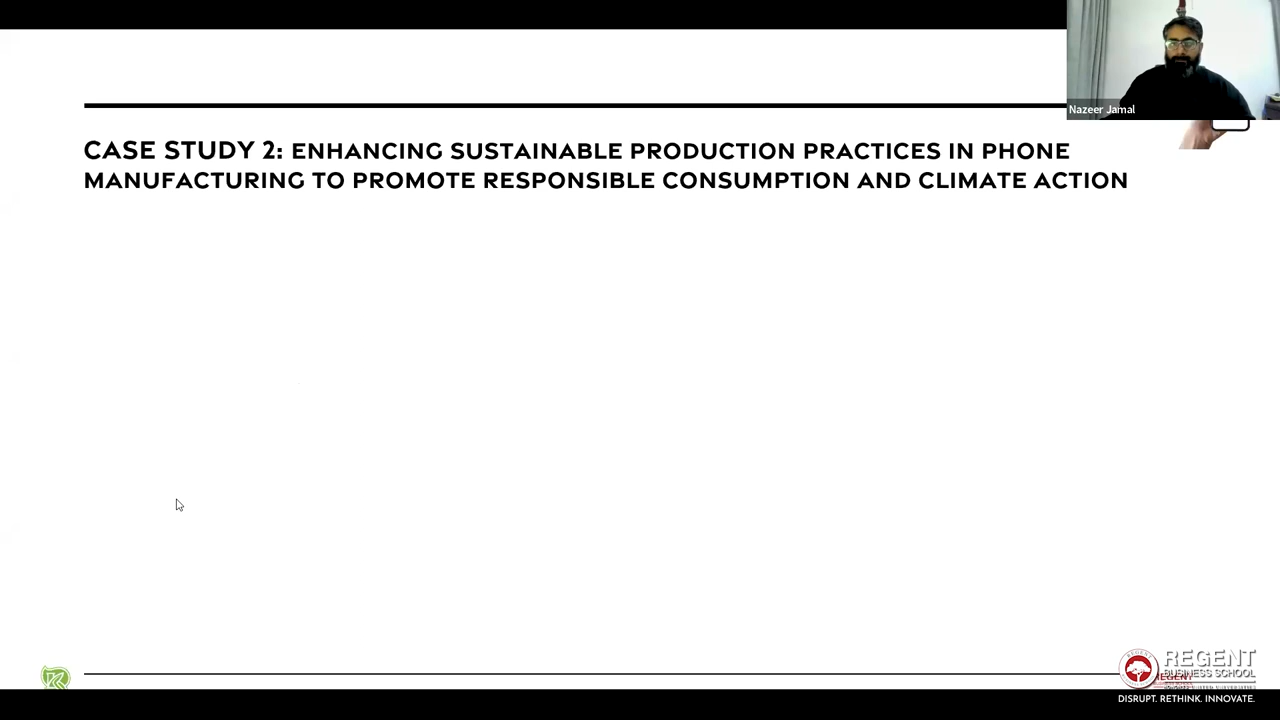 Nazeer Jamal
CASE STUDY 2: ENHANCING SUSTAINABLE PRODUCTION PRACTICES IN PHONE
MANUFACTURING TO PROMOTE RESPONSIBLE CONSUMPTION AND CLIMATE ACTION
REGENT
BUSINESS SCHOOL
DISRUPT. RETHINK. INNOVATE.